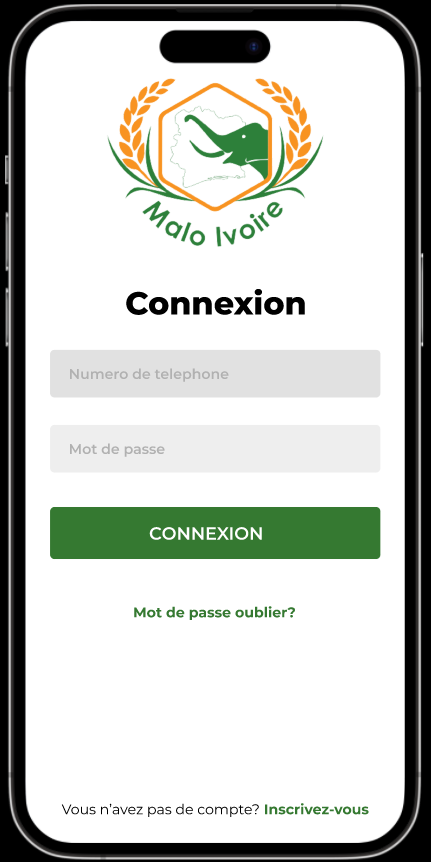 Malo Ivoire
Connexion
Numero de telephone
Mot de passe
CONNEXION
Mot de passe oublier?
Vous n’avez pas de compte? Inscrivez-vous